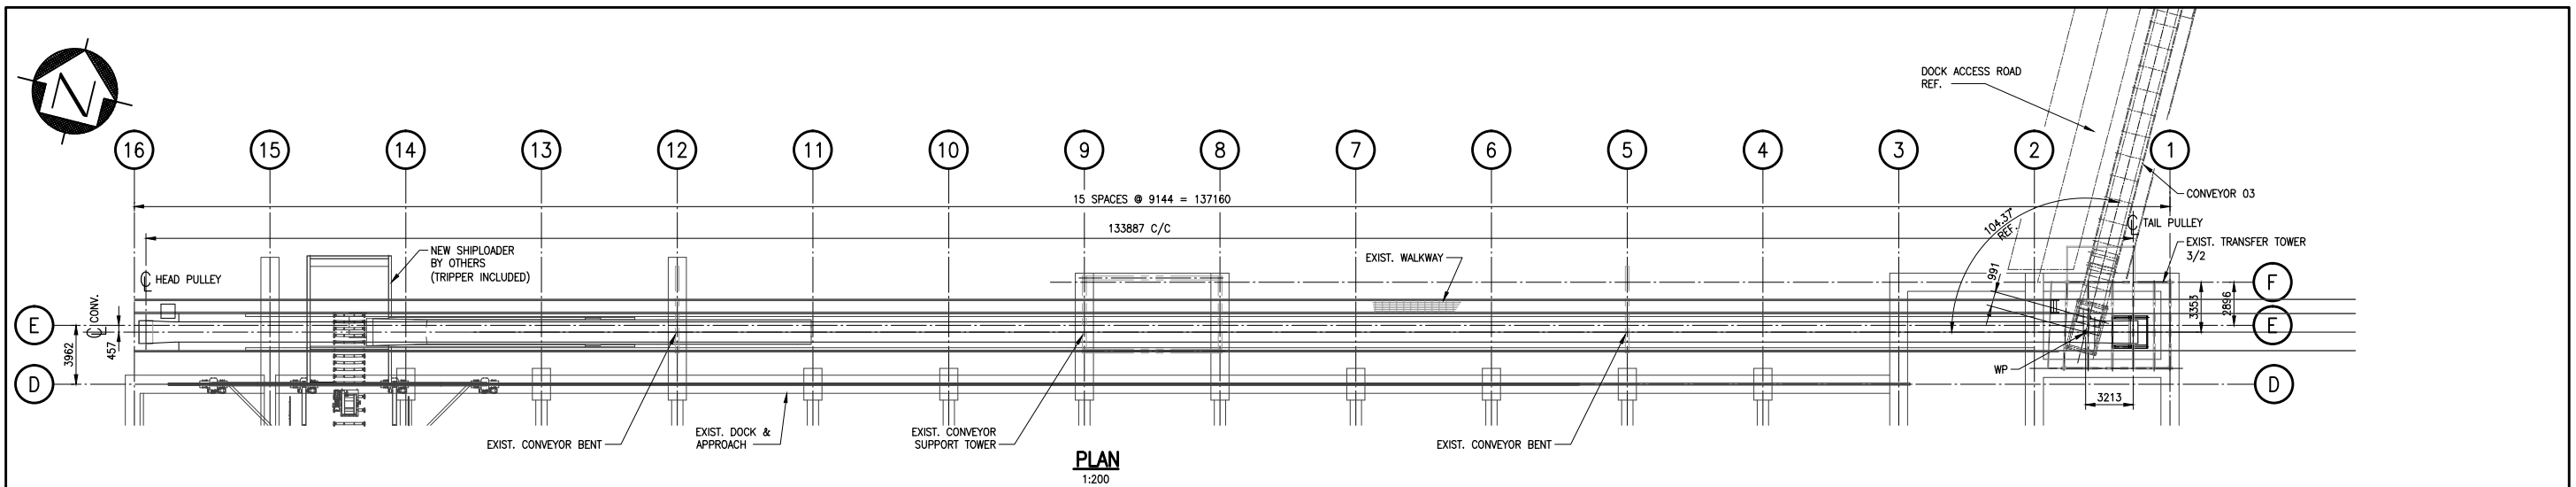 N
DOCK ACCESS ROAD
REF.
16
15
14
13
12
11
10
9
8
7
6
5
4
3
2
1
15 SPACES @ 9144 = 137160
CONVEYOR 03
133887 C/C
104.37°
REF.
℄ TAIL PULLEY
NEW SHIPLOADER
BY OTHERS
(TRIPPER INCLUDED)
EXIST. WALKWAY
EXIST. TRANSFER TOWER
3/2
℄ HEAD PULLEY
991
F
℄ CONV.
3353
2896
E
E
3962
457
WP
D
D
3213
EXIST. CONVEYOR BENT
EXIST. DOCK &
APPROACH
EXIST. CONVEYOR
SUPPORT TOWER
EXIST. CONVEYOR BENT
PLAN
1:200